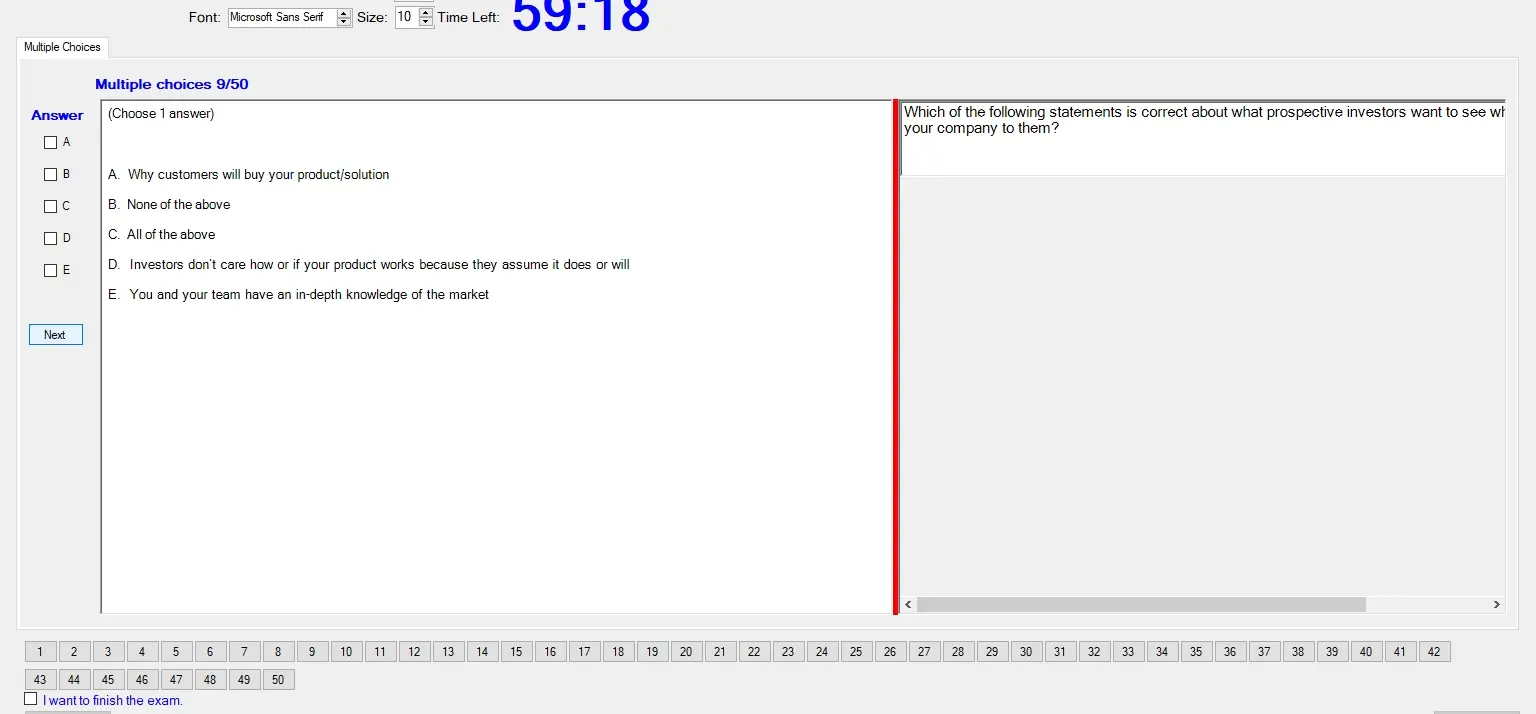 Font: Microsoft Sans Serif Size: 10 Time Left: 59:18
Multiple Choices
Multiple choices 9/50
Answer
A
B
C
D
E
Next
(Choose 1 answer)
A. Why customers will buy your product/solution
B. None of the above
C. All of the above
D. Investors don't care how or if your product works because they assume it does or will
E. You and your team have an in-depth knowledge of the market
Which of the following statements is correct about what prospective investors want to see
your company to them?
1 2 3 4 5 6 7 8 9 10 11 12 13 14 15 16 17 18 19 20 21 22 23 24 25 26 27 28 29 30 31 32 33 34 35 36 37 38 39 40 41 42
43 44 45 46 47 48 49 50
I want to finish the exam.